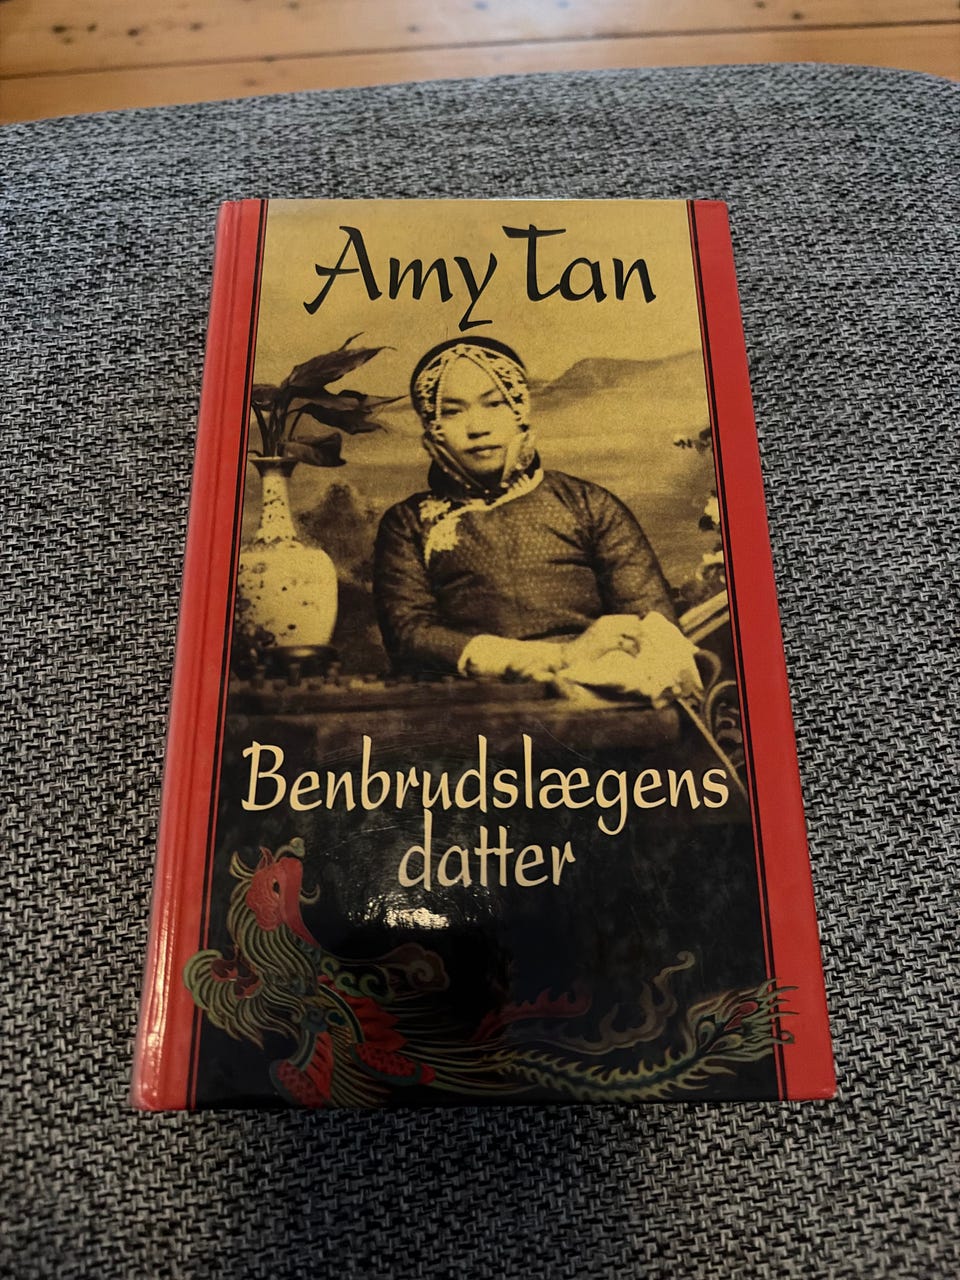 Amy Tan
Benbrudslægens
datter